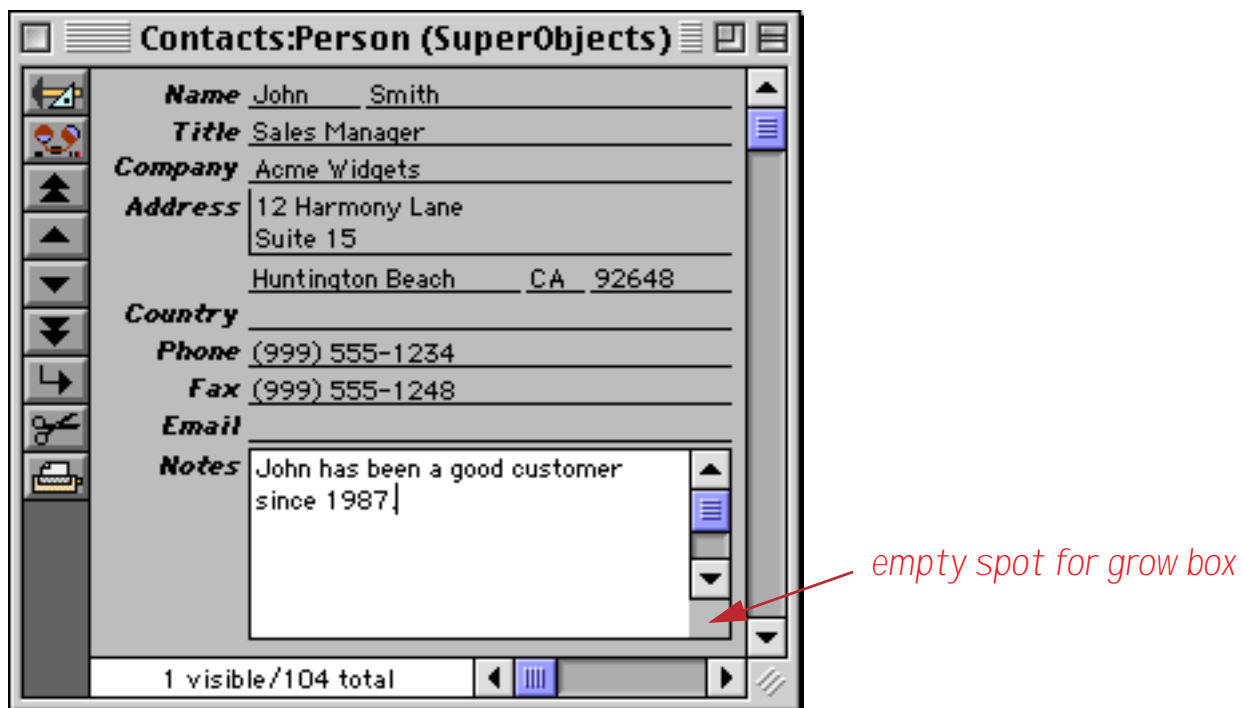 Contacts:Person (SuperObjects)
Name John Smith
Title Sales Manager
Company Acme Widgets
Address 12 Harmony Lane
Suite 15
Huntington Beach CA 92648
Country
Phone (999) 555-1234
Fax (999) 555-1248
Email
Notes John has been a good customer
since 1987.
empty spot for grow box
1 visible/104 total